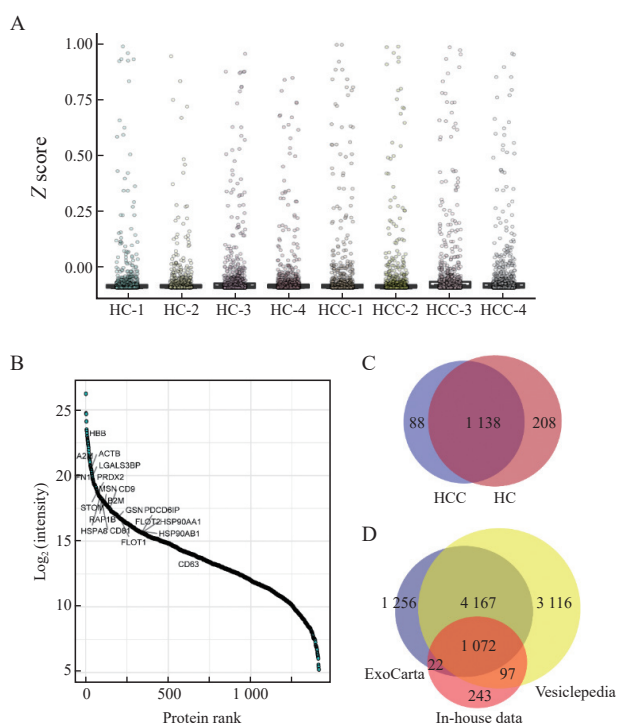 A
Z score
1.00
0.75
0.50
0.25
0.00
HC-1 HC-2 HC-3 HC-4 HCC-1 HCC-2 HCC-3 HCC-4
B
Log₂ (intensity)
25
20
15
10
5
HBB
ACTB
LGALS3BP
PRDX2
MSN CD9
B2M
STOM
GSN PDCD6IP
RAP1B
FLOT2 HSP90AA1
HSPA8 CD81
HSP90AB1
FLOT1
CD63
0 500 1 000
Protein rank
C
88 1 138 208
HCC HC
D
1 256 4 167 3 116
1 072
22 97
ExoCarta
243 Vesiclepedia
In-house data